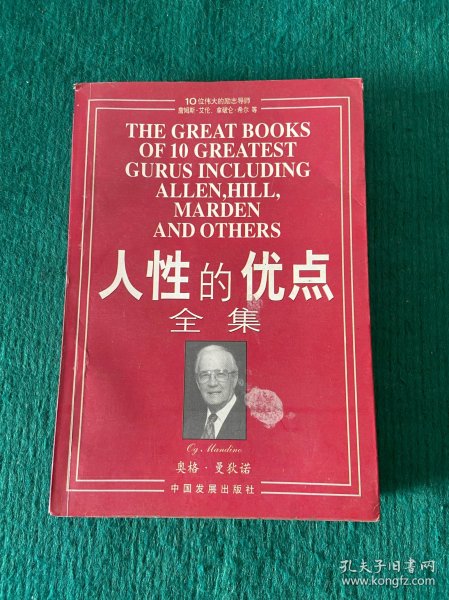 10位伟大的励志导师
詹姆斯·艾伦、拿破仑·希尔 等
THE GREAT BOOKS
OF 10 GREATEST
GURUS INCLUDING
ALLEN,HILL,
MARDEN
AND OTHERS
人性的优点
全集
Og Mandino
奥格·曼狄诺
中国发展出版社
孔夫子旧书网
www.kongfz.com